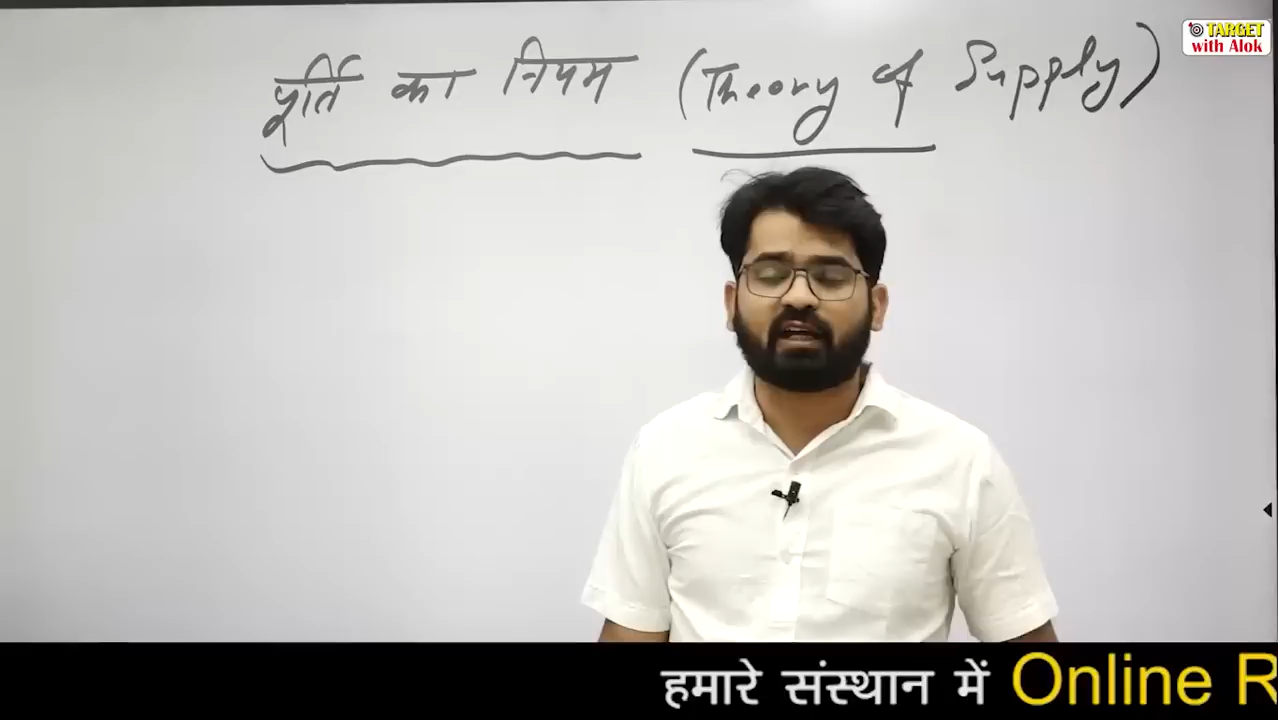 पूर्ति का नियम (Theory of Supply)
TARGET
with Alok
हमारे संस्थान में Online R